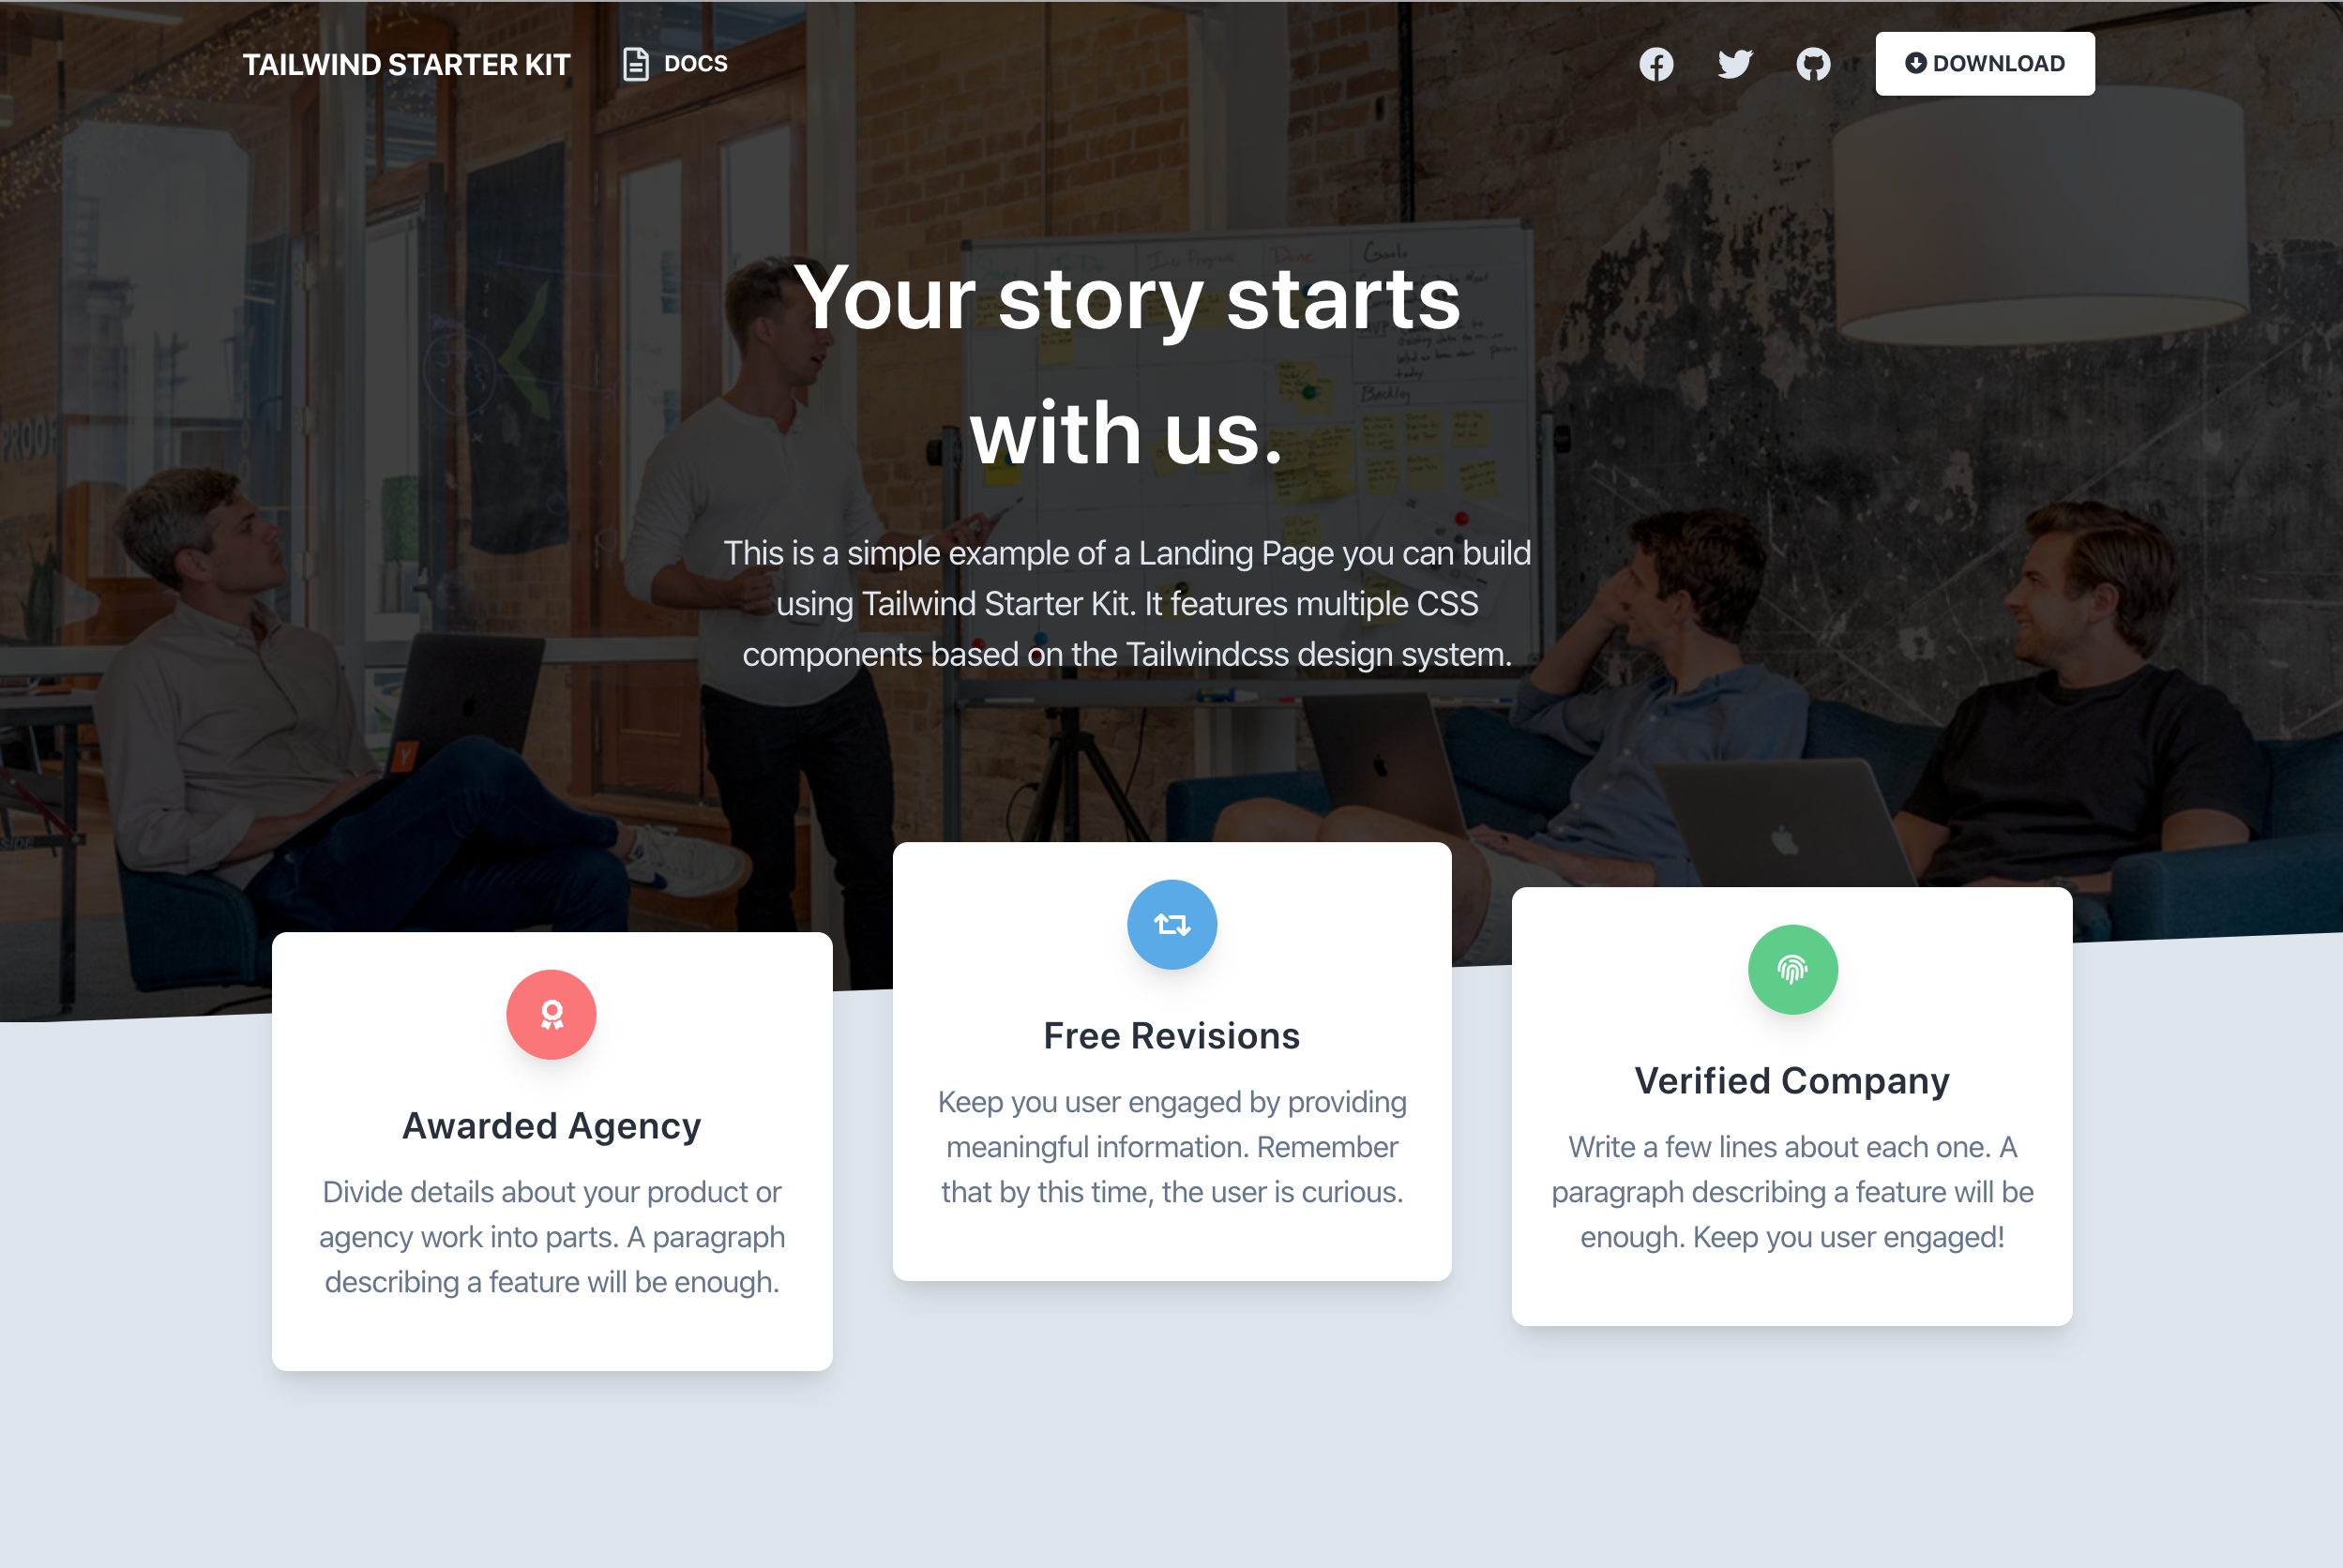 TAILWIND STARTER KIT
DOCS
DOWNLOAD
Your story starts
with us.
This is a simple example of a Landing Page you can build
using Tailwind Starter Kit. It features multiple CSS
components based on the Tailwindcss design system.
Done
Goals
Backlog
PROOF
Y
Awarded Agency
Divide details about your product or
agency work into parts. A paragraph
describing a feature will be enough.
Free Revisions
Keep you user engaged by providing
meaningful information. Remember
that by this time, the user is curious.
Verified Company
Write a few lines about each one. A
paragraph describing a feature will be
enough. Keep you user engaged!